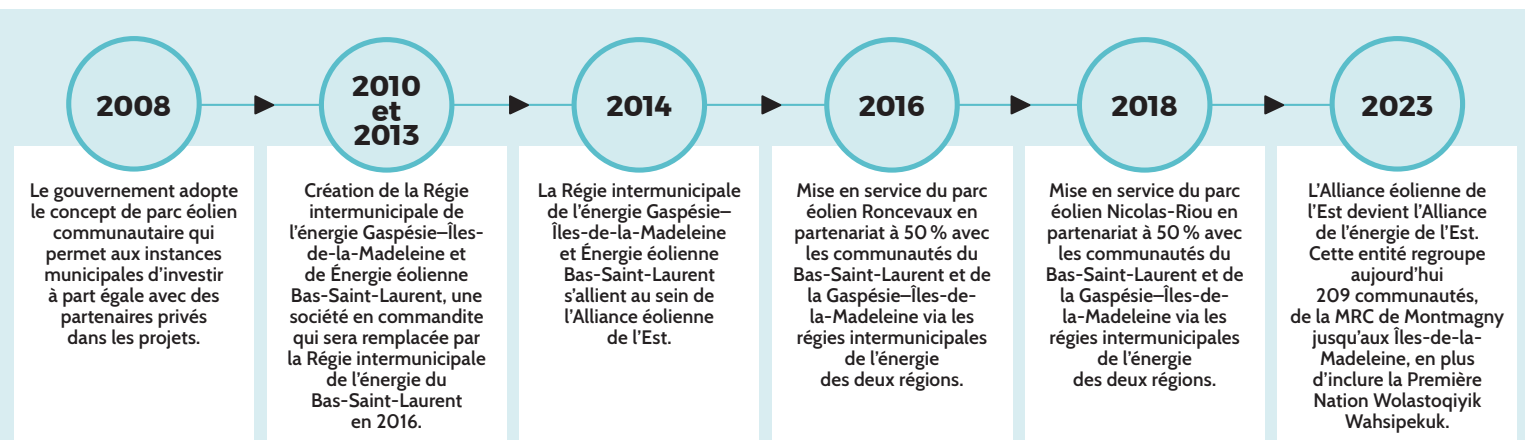 2008
Le gouvernement adopte
le concept de parc éolien
communautaire qui
permet aux instances
municipales d'investir
à part égale avec des
partenaires privés
dans les projets.
2010
et
2013
Création de la Régie
intermunicipale de
l'énergie Gaspésie–Îles-
de-la-Madeleine et
de Énergie éolienne
Bas-Saint-Laurent, une
société en commandite
qui sera remplacée par
la Régie intermunicipale
de l'énergie du
Bas-Saint-Laurent
en 2016.
2014
La Régie intermunicipale
de l'énergie Gaspésie–
Îles-de-la-Madeleine
et Énergie éolienne
Bas-Saint-Laurent
s'allient au sein de
l'Alliance éolienne
de l'Est.
2016
Mise en service du parc
éolien Roncevaux en
partenariat à 50 % avec
les communautés du
Bas-Saint-Laurent et de
la Gaspésie–Îles-de-
la-Madeleine via les
régies intermunicipales
de l'énergie
des deux régions.
2018
Mise en service du parc
éolien Nicolas-Riou en
partenariat à 50 % avec
les communautés du
Bas-Saint-Laurent et de
la Gaspésie–Îles-de-
la-Madeleine via les
régies intermunicipales
de l'énergie
des deux régions.
2023
L'Alliance éolienne de
l'Est devient l'Alliance
de l'énergie de l'Est.
Cette entité regroupe
aujourd'hui
209 communautés,
de la MRC de Montmagny
jusqu'aux Îles-de-la-
Madeleine, en plus
d'inclure la Première
Nation Wolastoqiyik
Wahsipekuk.